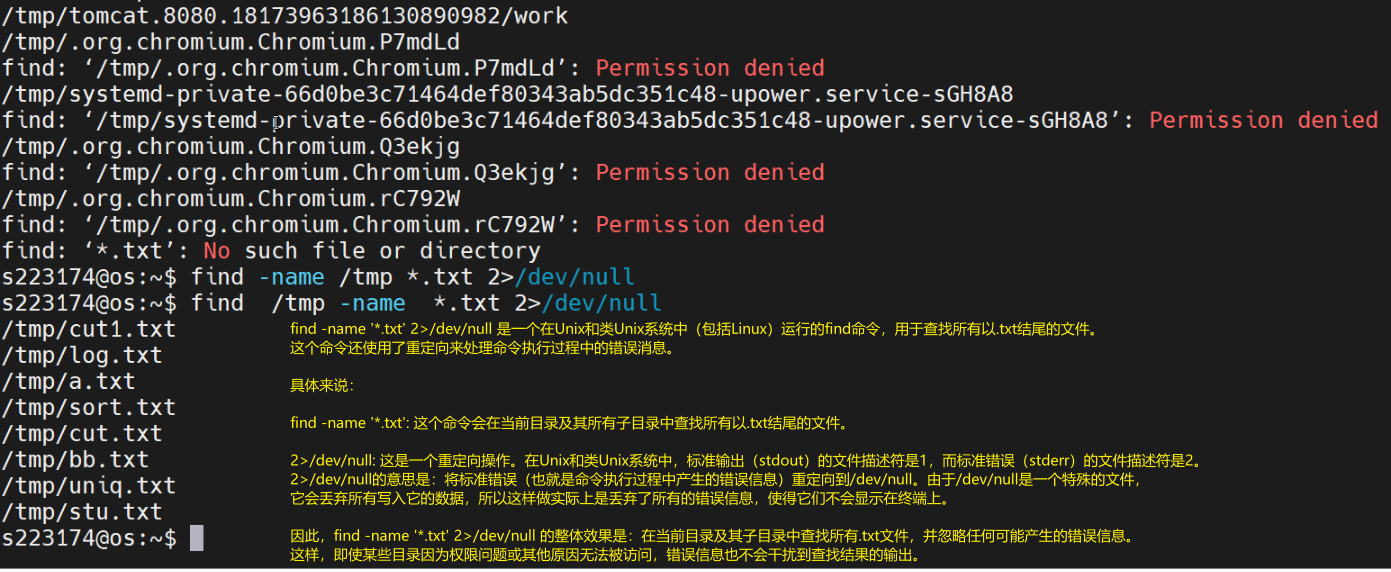 /tmp/tomcat.8080.18173963186130890982/work
/tmp/.org.chromium.Chromium.P7mdLd
find: ‘/tmp/.org.chromium.Chromium.P7mdLd’: Permission denied
/tmp/systemd-private-66d0be3c71464def80343ab5dc351c48-upower.service-sGH8A8
find: ‘/tmp/systemd-private-66d0be3c71464def80343ab5dc351c48-upower.service-sGH8A8’: Permission denied
/tmp/.org.chromium.Chromium.Q3ekjg
find: ‘/tmp/.org.chromium.Chromium.Q3ekjg’: Permission denied
/tmp/.org.chromium.Chromium.rC792W
find: ‘/tmp/.org.chromium.Chromium.rC792W’: Permission denied
find: ‘*.txt’: No such file or directory
s223174@os:~$ find -name /tmp *.txt 2>/dev/null
s223174@os:~$ find  /tmp -name  *.txt 2>/dev/null
/tmp/cut1.txt
/tmp/log.txt
/tmp/a.txt
/tmp/sort.txt
/tmp/cut.txt
/tmp/bb.txt
/tmp/uniq.txt
/tmp/stu.txt
s223174@os:~$
find -name '*.txt' 2>/dev/null 是一个在Unix和类Unix系统中（包括Linux）运行的find命令，用于查找所有以.txt结尾的文件。
这个命令还使用了重定向来处理命令执行过程中的错误消息。
具体来说：
find -name '*.txt': 这个命令会在当前目录及其所有子目录中查找所有以.txt结尾的文件。
2>/dev/null: 这是一个重定向操作。在Unix和类Unix系统中，标准输出（stdout）的文件描述符是1，而标准错误（stderr）的文件描述符是2。
2>/dev/null的意思是：将标准错误（也就是命令执行过程中产生的错误信息）重定向到/dev/null。由于/dev/null是一个特殊的文件，
它会丢弃所有写入它的数据，所以这样做实际上是丢弃了所有的错误信息，使得它们不会显示在终端上。
因此，find -name '*.txt' 2>/dev/null 的整体效果是：在当前目录及其子目录中查找所有.txt文件，并忽略任何可能产生的错误信息。
这样，即使某些目录因为权限问题或其他原因无法被访问，错误信息也不会干扰到查找结果的输出。